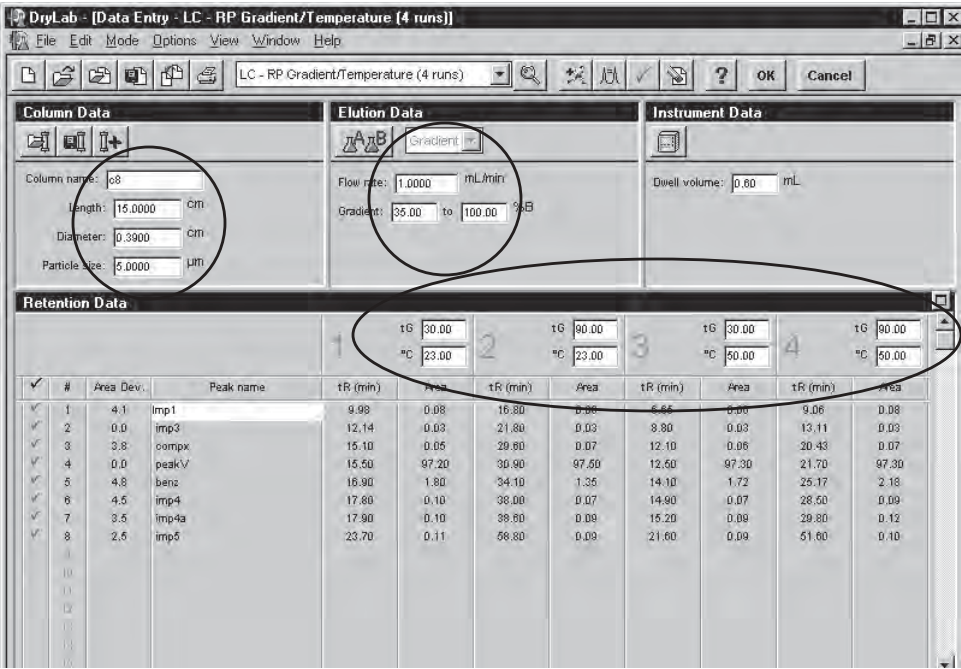 DryLab - [Data Entry - LC - RP Gradient/Temperature (4 runs)]
File Edit Mode Options View Window Help
LC - RP Gradient/Temperature (4 runs) ? OK Cancel
Column Data
Column name: c8
Length: 15.0000 cm
Diameter: 0.3900 cm
Particle size: 5.0000 µm
Elution Data
A B Gradient
Flow rate: 1.0000 mL/min
Gradient: 35.00 to 100.00 %B
Instrument Data
Dwell volume: 0.60 mL
Retention Data
1 tG 30.00 2 tG 90.00 3 tG 30.00 4 tG 90.00
°C 23.00 °C 23.00 °C 50.00 °C 50.00
# Area Dev. Peak name tR (min) Area tR (min) Area tR (min) Area tR (min) Area
1 4.1 Imp1 9.98 0.08 16.80 9.06 0.08
2 0.0 imp3 12.14 0.03 21.80 0.03 8.80 0.03 13.11 0.03
3 3.8 compx 15.10 0.05 29.60 0.07 12.10 0.06 20.43 0.07
4 0.0 peakV 15.50 97.20 30.90 97.50 12.60 97.30 21.70 97.30
5 4.8 benz 16.90 1.80 34.10 1.35 14.10 1.72 25.17 2.18
6 4.5 imp4 17.80 0.10 38.00 0.07 14.90 0.07 28.50 0.09
7 3.5 imp4a 17.90 0.10 38.60 0.09 15.20 0.09 29.80 0.12
8 2.5 imp5 23.70 0.11 58.80 0.09 21.60 0.09 51.60 0.10
10
11
12